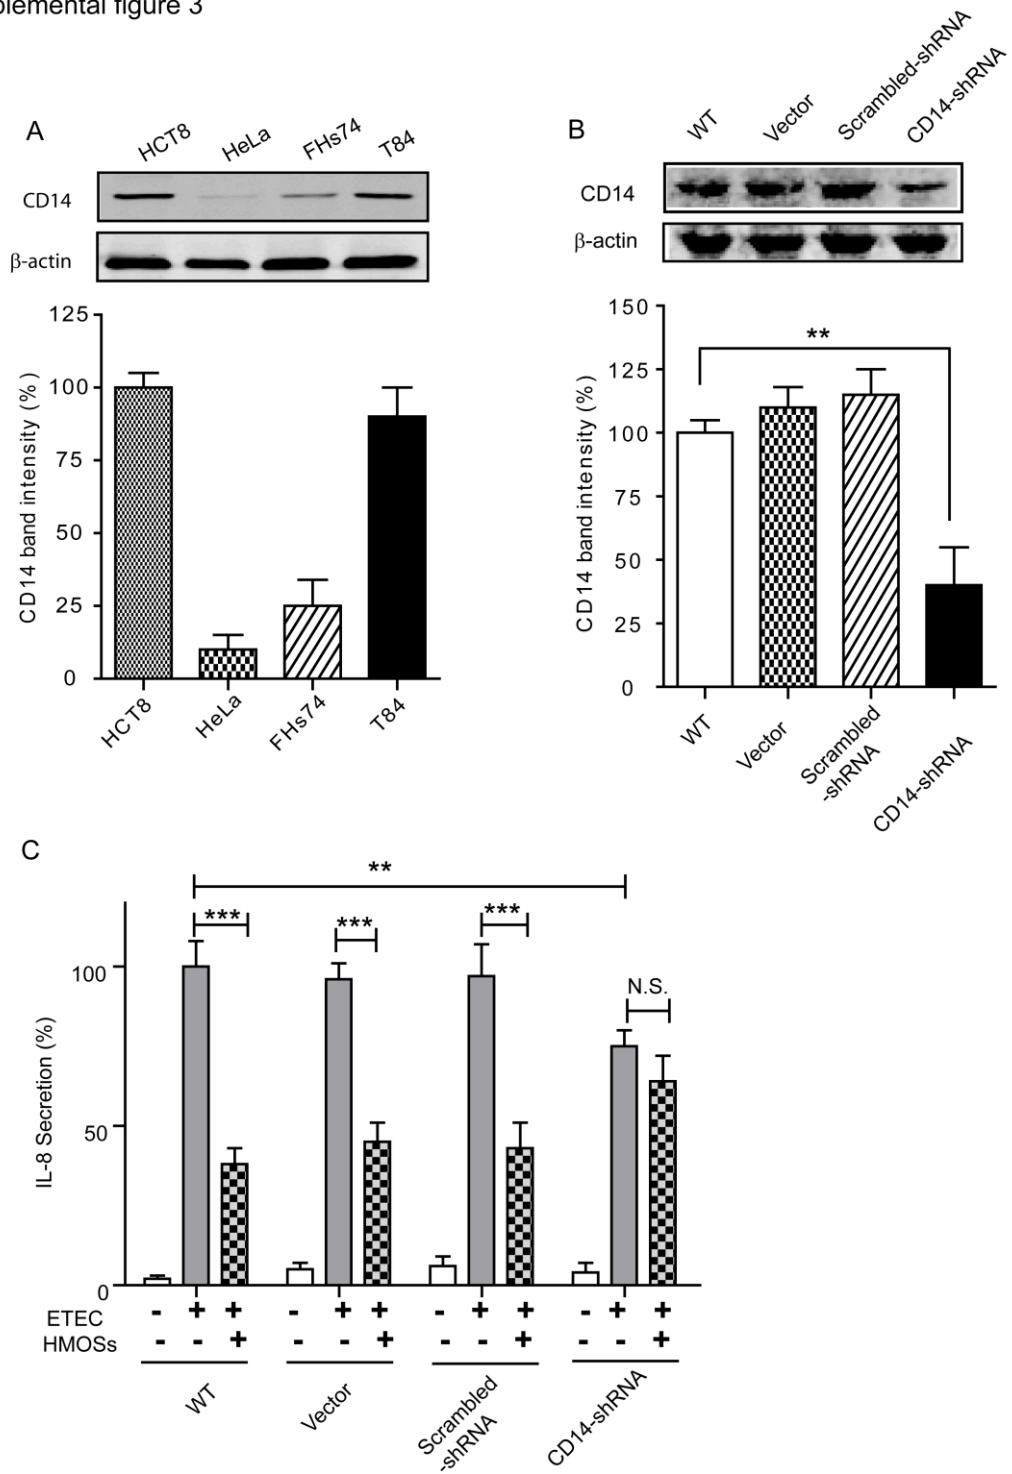 plemental figure 3
A
HCT8 HeLa FHs74 T84
CD14
β-actin
125
100
75
50
25
0
CD14 band intensity (%)
HCT8 HeLa FHs74 T84
B
WT Vector Scrambled-shRNA CD14-shRNA
CD14
β-actin
150
125
100
75
50
25
0
CD14 band intensity (%)
**
WT Vector Scrambled
-shRNA CD14-shRNA
C
**
*** *** *** N.S.
100
50
0
IL-8 Secretion (%)
ETEC - + + - + + - + + - + +
HMOSs - - + - - + - - + - - +
WT Vector Scrambled
-shRNA CD14-shRNA